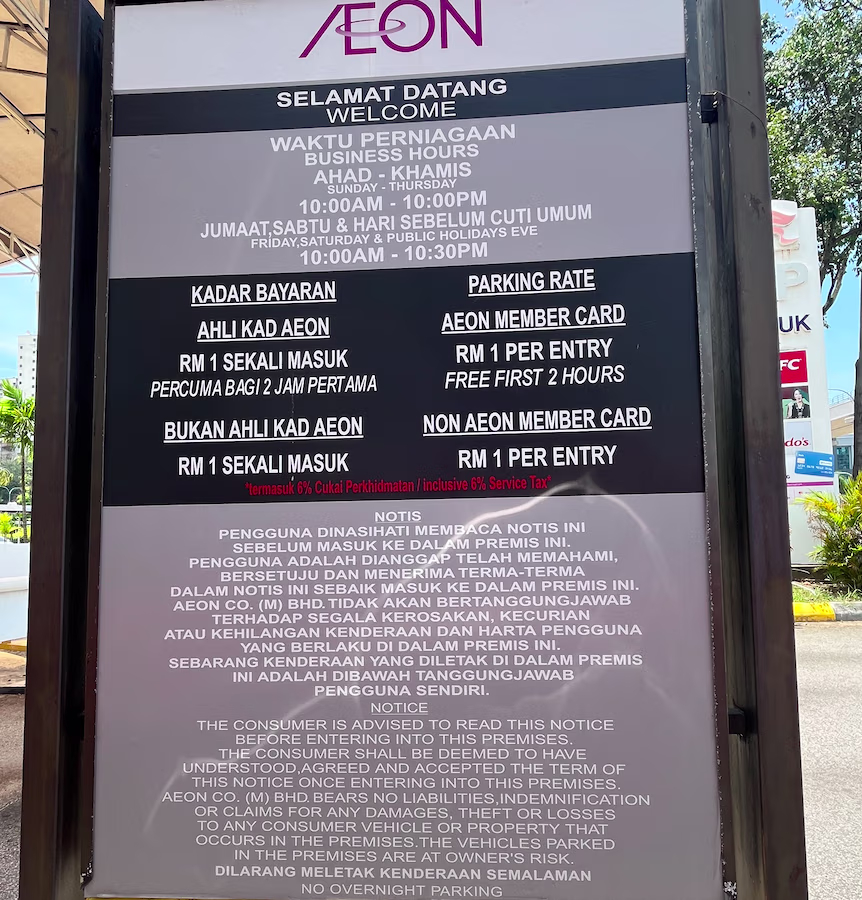 ÆON
SELAMAT DATANG
WELCOME
WAKTU PERNIAGAAN
BUSINESS HOURS
AHAD - KHAMIS
SUNDAY - THURSDAY
10:00AM - 10:00PM
JUMAAT,SABTU & HARI SEBELUM CUTI UMUM
FRIDAY,SATURDAY & PUBLIC HOLIDAYS EVE
10:00AM - 10:30PM
KADAR BAYARAN
AHLI KAD AEON
RM 1 SEKALI MASUK
PERCUMA BAGI 2 JAM PERTAMA
BUKAN AHLI KAD AEON
RM 1 SEKALI MASUK
PARKING RATE
AEON MEMBER CARD
RM 1 PER ENTRY
FREE FIRST 2 HOURS
NON AEON MEMBER CARD
RM 1 PER ENTRY
*termasuk 6% Cukai Perkhidmatan / inclusive 6% Service Tax*
NOTIS
PENGGUNA DINASIHATI MEMBACA NOTIS INI
SEBELUM MASUK KE DALAM PREMIS INI.
PENGGUNA ADALAH DIANGGAP TELAH MEMAHAMI,
BERSETUJU DAN MENERIMA TERMA-TERMA
DALAM NOTIS INI SEBAIK MASUK KE DALAM PREMIS INI.
AEON CO. (M) BHD. TIDAK AKAN BERTANGGUNGJAWAB
TERHADAP SEGALA KEROSAKAN, KECURIAN
ATAU KEHILANGAN KENDERAAN DAN HARTA PENGGUNA
YANG BERLAKU DI DALAM PREMIS INI.
SEBARANG KENDERAAN YANG DILETAK DI DALAM PREMIS
INI ADALAH DIBAWAH TANGGUNGJAWAB
PENGGUNA SENDIRI.
NOTICE
THE CONSUMER IS ADVISED TO READ THIS NOTICE
BEFORE ENTERING INTO THIS PREMISES.
THE CONSUMER SHALL BE DEEMED TO HAVE
UNDERSTOOD,AGREED AND ACCEPTED THE TERM OF
THIS NOTICE ONCE ENTERING INTO THIS PREMISES.
AEON CO. (M) BHD. BEARS NO LIABILITIES,INDEMNIFICATION
OR CLAIMS FOR ANY DAMAGES, THEFT OR LOSSES
TO ANY CONSUMER VEHICLE OR PROPERTY THAT
OCCURS IN THE PREMISES.THE VEHICLES PARKED
IN THE PREMISES ARE AT OWNER'S RISK.
DILARANG MELETAK KENDERAAN SEMALAMAN
NO OVERNIGHT PARKING
P
UK
FC
do's